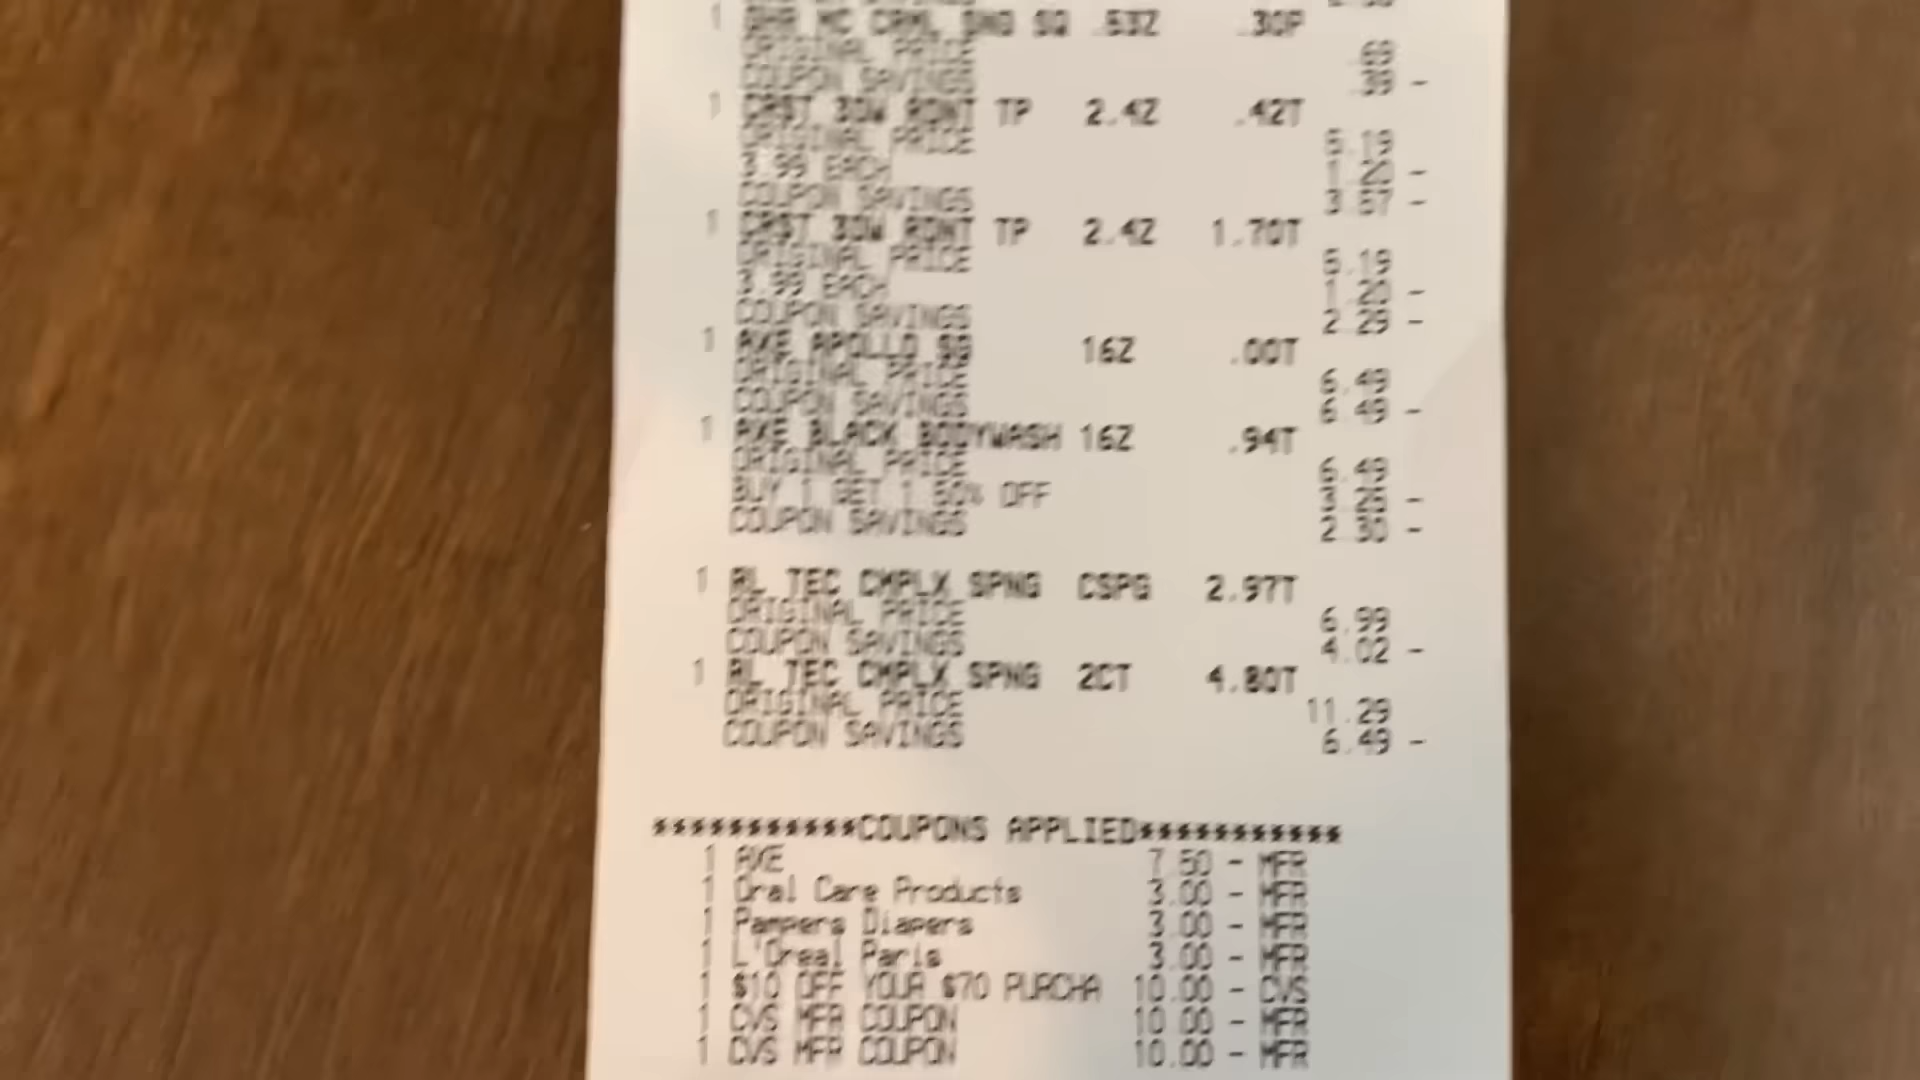 1 GHR MC CRML SNG SQ .53Z .30P
ORIGINAL PRICE .69
COUPON SAVINGS .39 -
1 CRST 3DW RDNT TP 2.4Z .42T
ORIGINAL PRICE 5.19
3.99 EACH 1.20 -
COUPON SAVINGS 3.57 -
1 CRST 3DW RDNT TP 2.4Z 1.70T
ORIGINAL PRICE 5.19
3.99 EACH 1.20 -
COUPON SAVINGS 2.29 -
1 AXE APOLLO SG 16Z .00T
ORIGINAL PRICE 6.49
COUPON SAVINGS 6.49 -
1 AXE BLACK BODYWASH 16Z .94T
ORIGINAL PRICE 6.49
BUY 1 GET 1 50% OFF 3.25 -
COUPON SAVINGS 2.30 -
1 RL TEC CMPLX SPNG CSPG 2.97T
ORIGINAL PRICE 6.99
COUPON SAVINGS 4.02 -
1 RL TEC CMPLX SPNG 2CT 4.80T
ORIGINAL PRICE 11.29
COUPON SAVINGS 6.49 -
***********COUPONS APPLIED***********
1 AXE 7.50 - MFR
1 Oral Care Products 3.00 - MFR
1 Pampers Diapers 3.00 - MFR
1 L'Oreal Paris 3.00 - MFR
1 $10 OFF YOUR $70 PURCHA 10.00 - CVS
1 CVS MFR COUPON 10.00 - MFR
1 CVS MFR COUPON 10.00 - MFR